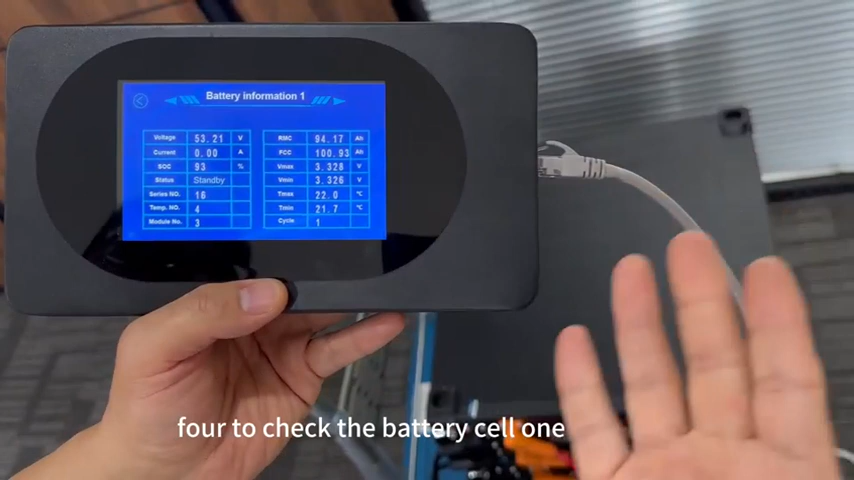 Battery information 1
Voltage 53.21 V RMC 94.17 Ah
Current 0.00 A FCC 100.93 Ah
SOC 93 % Vmax 3.328 V
Status Standby Vmin 3.326 V
Series NO. 16 Tmax 22.0 ℃
Temp. NO. 4 Tmin 21.7 ℃
Module No. 3 Cycle 1
four to check the battery cell one